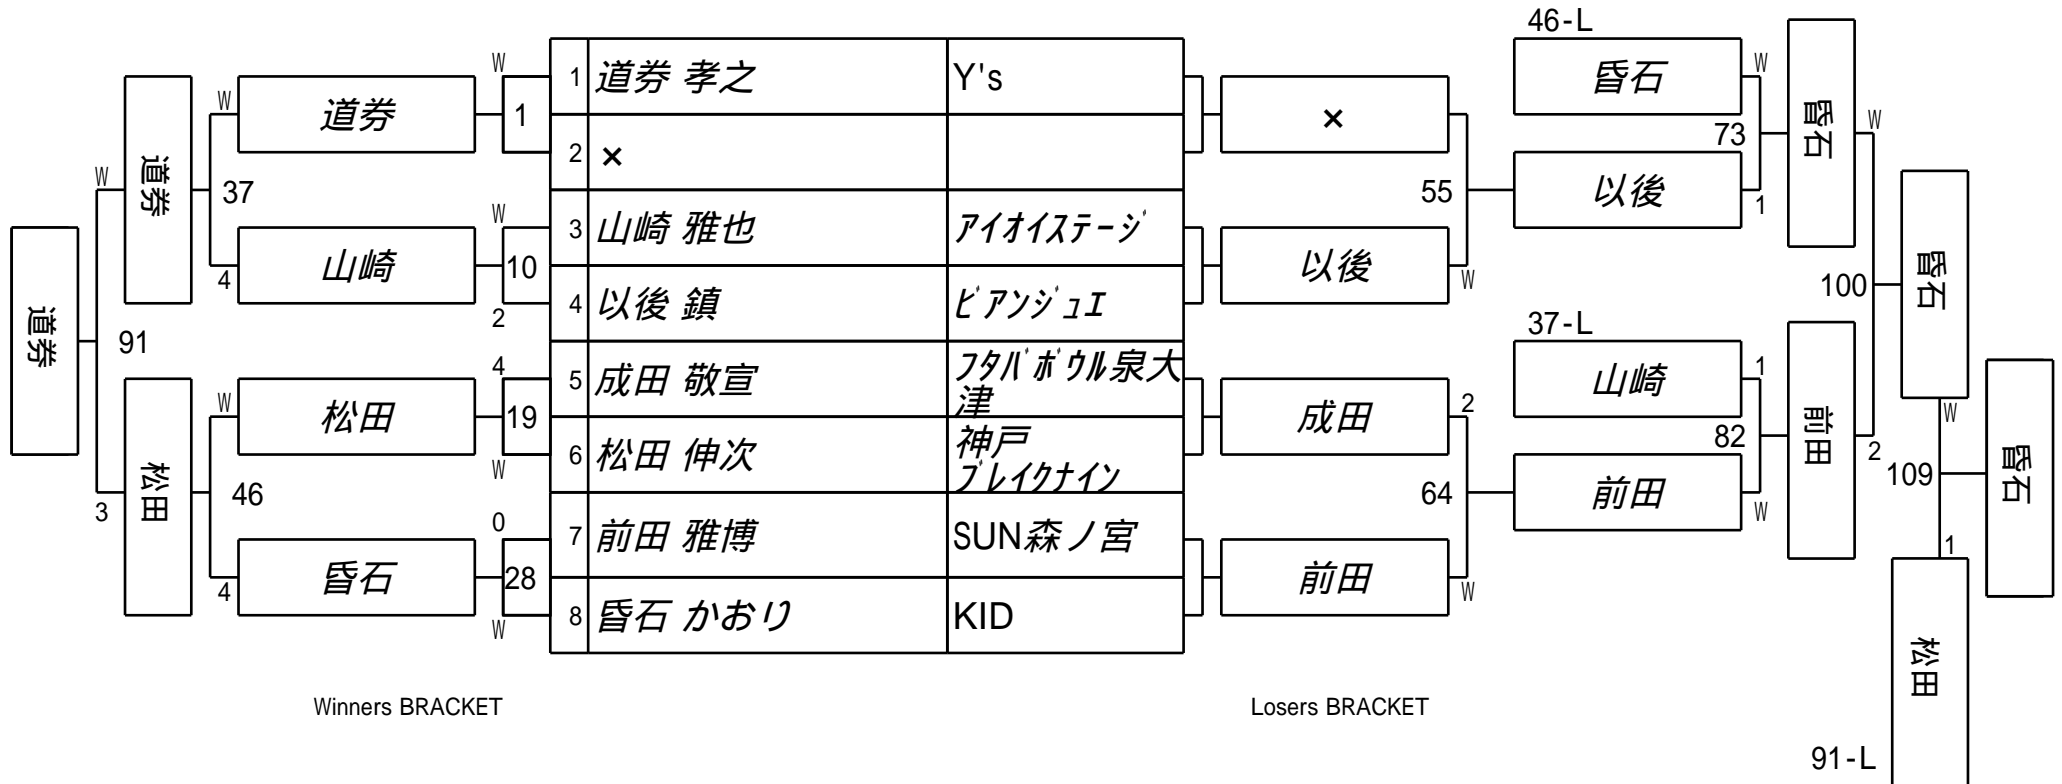 46-L
W 1 道券 孝之 Y's
道券 1
2 ×
W 道券
37
W 3 山崎 雅也 ｱｲｵｲｽﾃｰｼﾞ
山崎 10
4
2 4 以後 鎮 ﾋﾞｱﾝｼﾞｭｴ
W 道券
道券 91
4 5 成田 敬宣 ﾌﾀﾊﾞﾎﾞｳﾙ泉大
津
W 松田 19
W 6 松田 伸次 神戸
ﾌﾞﾚｲｸﾅｲﾝ
3 松田
46
0 7 前田 雅博 SUN森ノ宮
4 昏石 28
W 8 昏石 かおり KID
×
55
以後 W
昏石 W
73
以後 1
昏石 W
成田 2
64
前田 W
37-L
山崎 1
82
前田 W
前田 2
100
昏石 W
109
昏石
1
松田
91-L
Winners BRACKET
Losers BRACKET